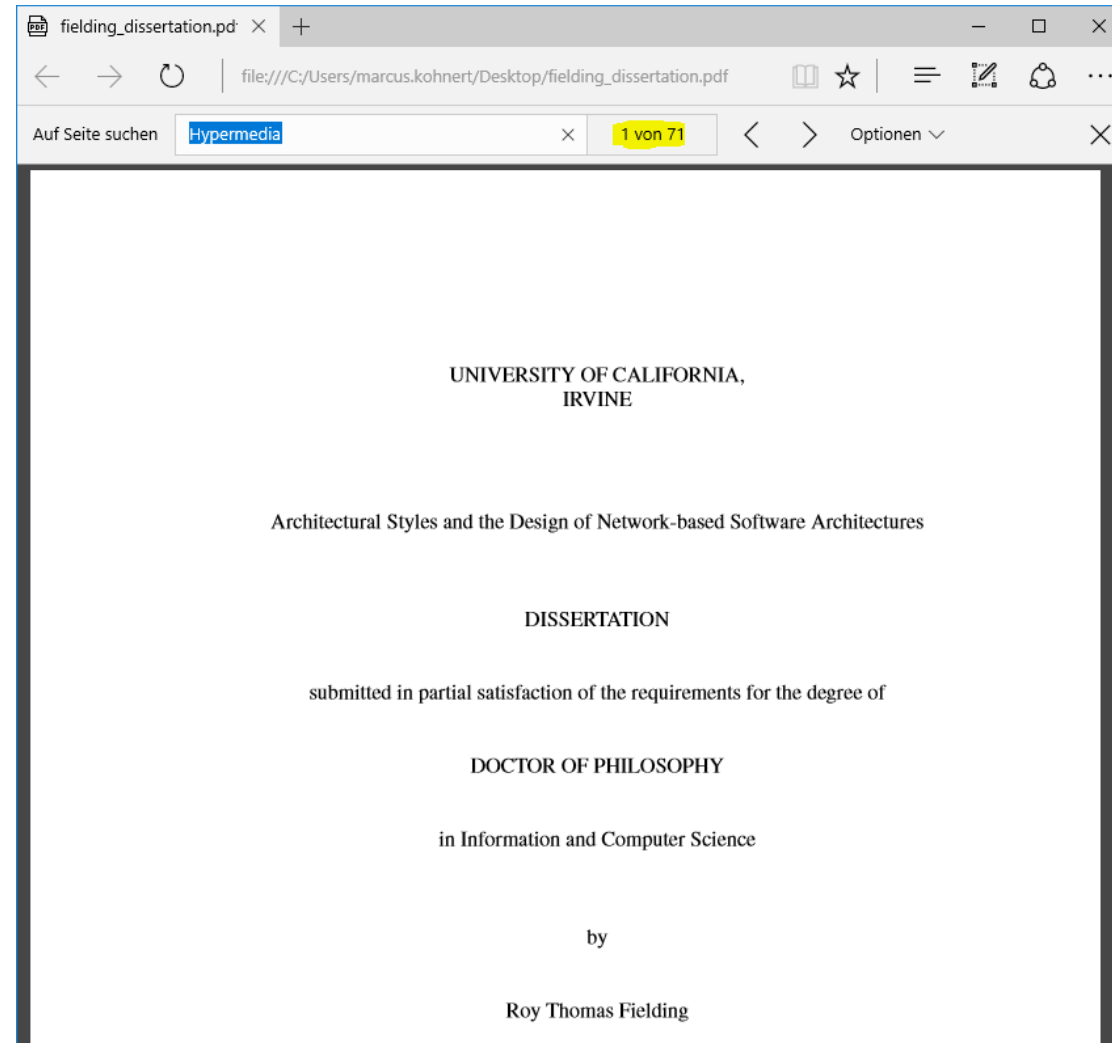 fielding_dissertation.pd
file:///C:/Users/marcus.kohnert/Desktop/fielding_dissertation.pdf
Auf Seite suchen Hypermedia 1 von 71 Optionen
UNIVERSITY OF CALIFORNIA,
IRVINE
Architectural Styles and the Design of Network-based Software Architectures
DISSERTATION
submitted in partial satisfaction of the requirements for the degree of
DOCTOR OF PHILOSOPHY
in Information and Computer Science
by
Roy Thomas Fielding